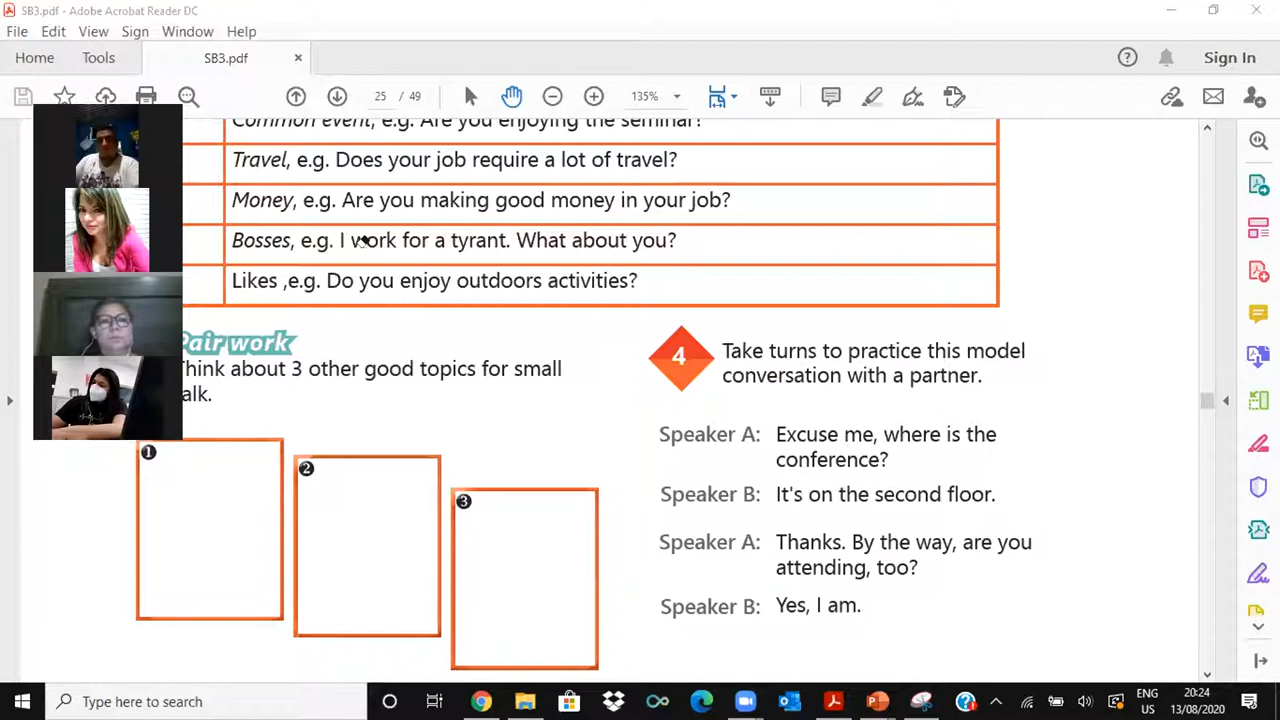 SB3.pdf - Adobe Acrobat Reader DC
File Edit View Sign Window Help
Home Tools SB3.pdf × Sign In
25 / 49 135%
Common event, e.g. Are you enjoying the seminar?
Travel, e.g. Does your job require a lot of travel?
Money, e.g. Are you making good money in your job?
Bosses, e.g. I work for a tyrant. What about you?
Likes ,e.g. Do you enjoy outdoors activities?
Pair work
Think about 3 other good topics for small
alk.
1
2
3
4
Take turns to practice this model
conversation with a partner.
Speaker A: Excuse me, where is the
conference?
Speaker B: It's on the second floor.
Speaker A: Thanks. By the way, are you
attending, too?
Speaker B: Yes, I am.
Type here to search
ENG
US
20:24
13/08/2020